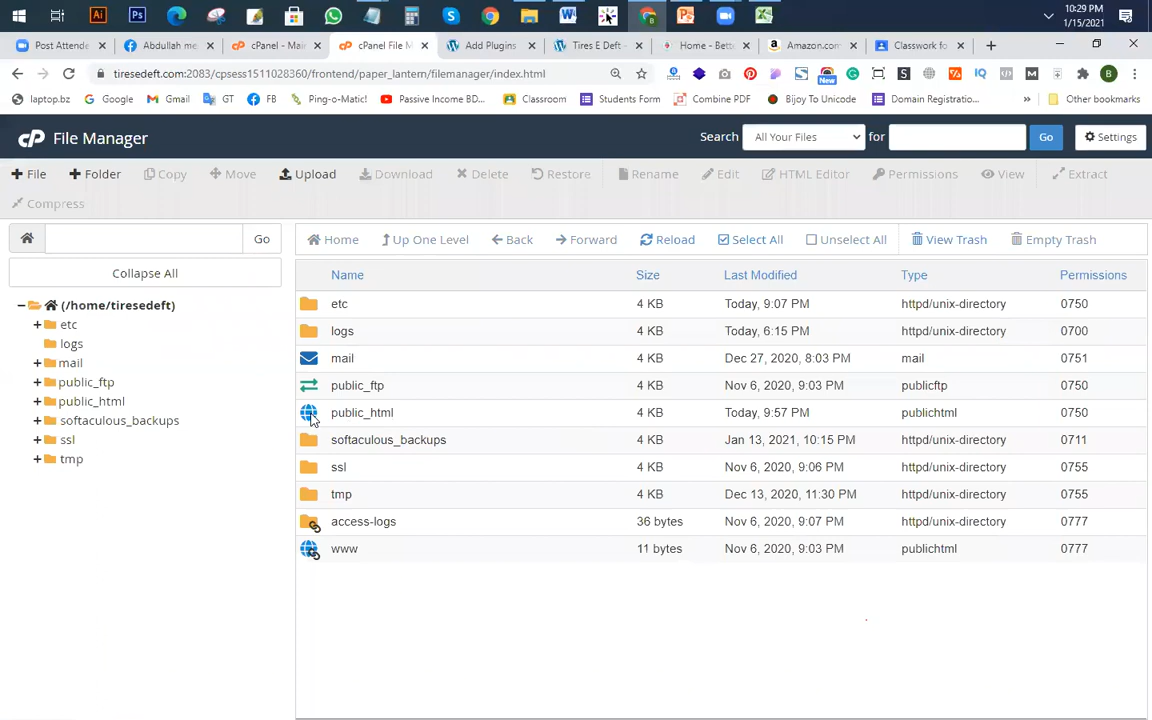 10:29 PM
1/15/2021
Post Attende
Abdullah me
cPanel - Main
cPanel File M
Add Plugins
Tires E Deft -
Home - Bette
Amazon.com
Classwork fo
tiresedeft.com:2083/cpsess1511028360/frontend/paper_lantern/filemanager/index.html
laptop.bz
Google
Gmail
GT
FB
Ping-o-Matic!
Passive Income BD...
Classroom
Students Form
Combine PDF
Bijoy To Unicode
Domain Registratio...
Other bookmarks
File Manager
Search All Your Files for Go Settings
File Folder Copy Move Upload Download Delete Restore Rename Edit HTML Editor Permissions View Extract
Compress
Go
Home Up One Level Back Forward Reload Select All Unselect All View Trash Empty Trash
Collapse All
(/home/tiresedeft)
etc
logs
mail
public_ftp
public_html
softaculous_backups
ssl
tmp
Name Size Last Modified Type Permissions
etc 4 KB Today, 9:07 PM httpd/unix-directory 0750
logs 4 KB Today, 6:15 PM httpd/unix-directory 0700
mail 4 KB Dec 27, 2020, 8:03 PM mail 0751
public_ftp 4 KB Nov 6, 2020, 9:03 PM publicftp 0750
public_html 4 KB Today, 9:57 PM publichtml 0750
softaculous_backups 4 KB Jan 13, 2021, 10:15 PM httpd/unix-directory 0711
ssl 4 KB Nov 6, 2020, 9:06 PM httpd/unix-directory 0755
tmp 4 KB Dec 13, 2020, 11:30 PM httpd/unix-directory 0755
access-logs 36 bytes Nov 6, 2020, 9:07 PM httpd/unix-directory 0777
www 11 bytes Nov 6, 2020, 9:03 PM publichtml 0777